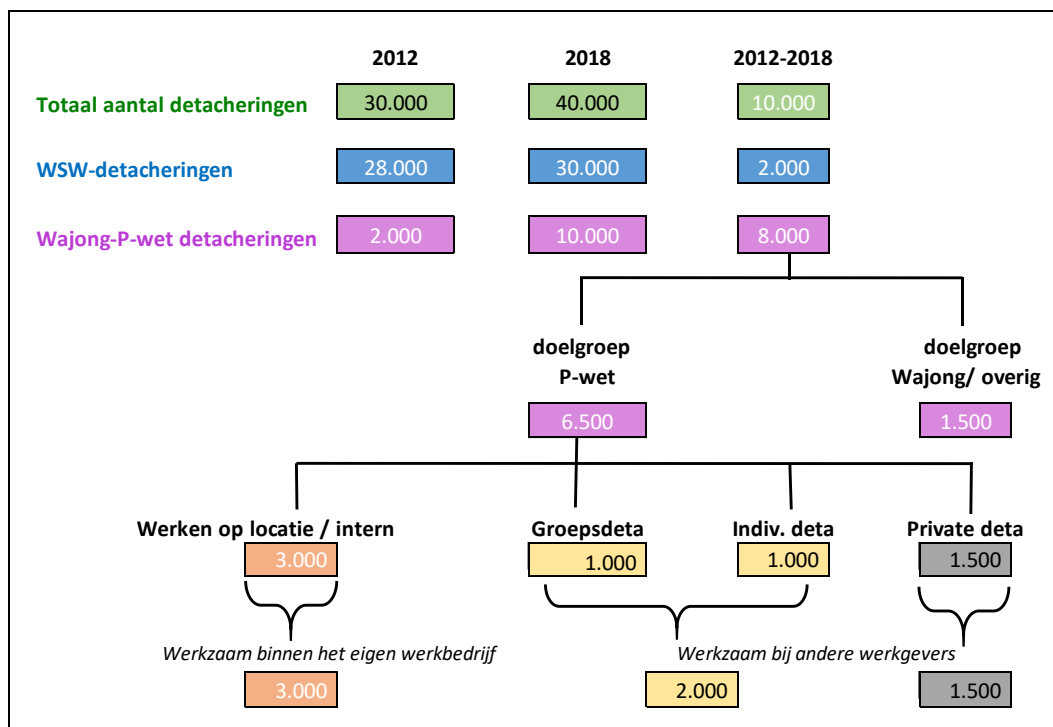 2012 2018 2012-2018
Totaal aantal detacheringen 30.000 40.000 10.000
WSW-detacheringen 28.000 30.000 2.000
Wajong-P-wet detacheringen 2.000 10.000 8.000
doelgroep doelgroep
P-wet Wajong/ overig
6.500 1.500
Werken op locatie / intern Groepsdeta Indiv. deta Private deta
3.000 1.000 1.000 1.500
Werkzaam binnen het eigen werkbedrijf Werkzaam bij andere werkgevers
3.000 2.000 1.500